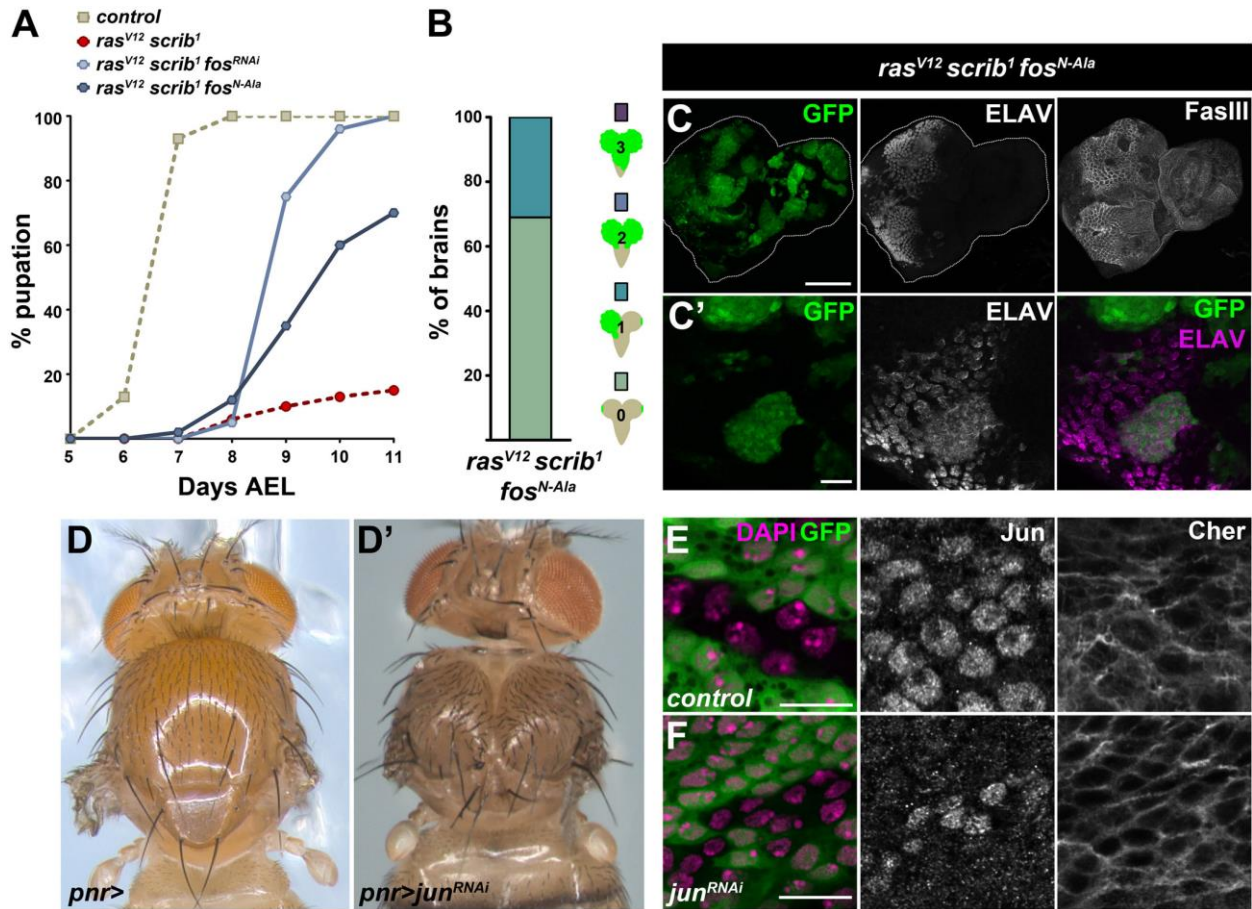 A
control
ras^V12 scrib^1
ras^V12 scrib^1 fos^RNAi
ras^V12 scrib^1 fos^N-Ala
% pupation
100
80
60
40
20
5 6 7 8 9 10 11
Days AEL
B
% of brains
100
80
60
40
20
3
2
1
0
ras^V12 scrib^1
fos^N-Ala
ras^V12 scrib^1 fos^N-Ala
C GFP ELAV FasIII
C' GFP ELAV GFP
ELAV
D
pnr>
D'
pnr>jun^RNAi
E DAPI GFP Jun Cher
control
F
jun^RNAi